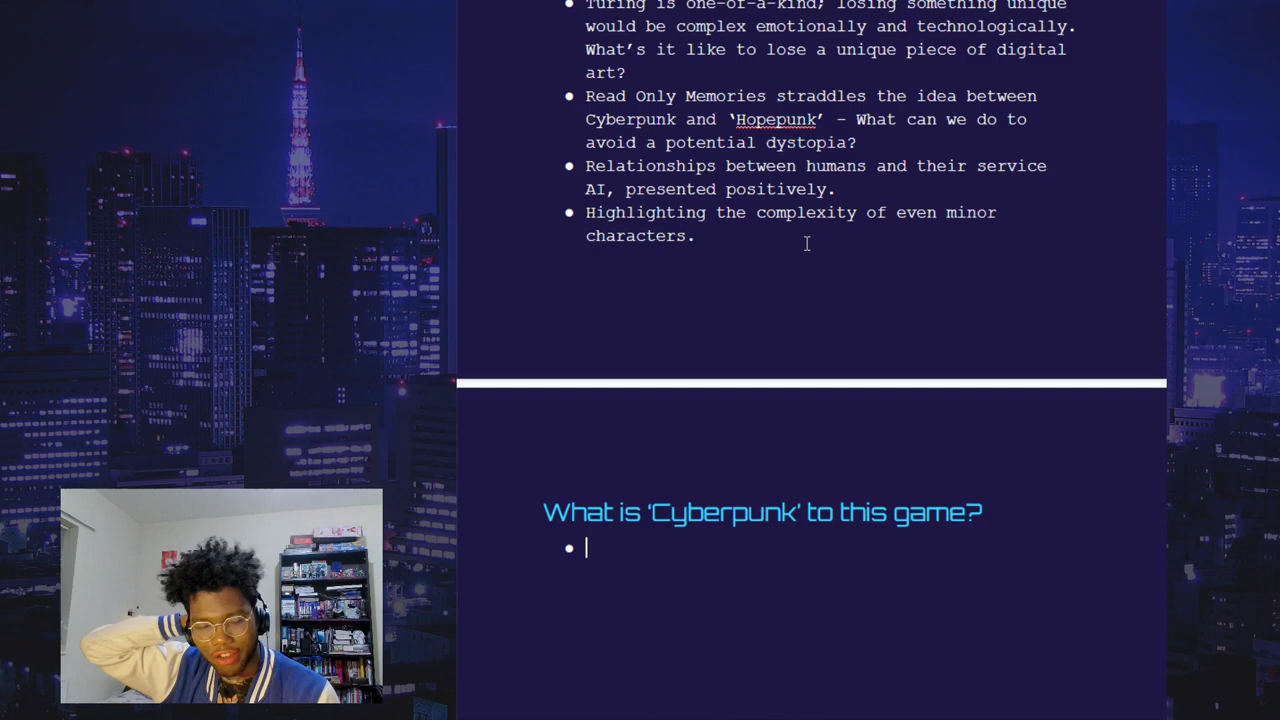 Turing is one-of-a-kind; losing something unique
would be complex emotionally and technologically.
What's it like to lose a unique piece of digital
art?
Read Only Memories straddles the idea between
Cyberpunk and ‘Hopepunk’ – What can we do to
avoid a potential dystopia?
Relationships between humans and their service
AI, presented positively.
Highlighting the complexity of even minor
characters.
What is ‘Cyberpunk’ to this game?